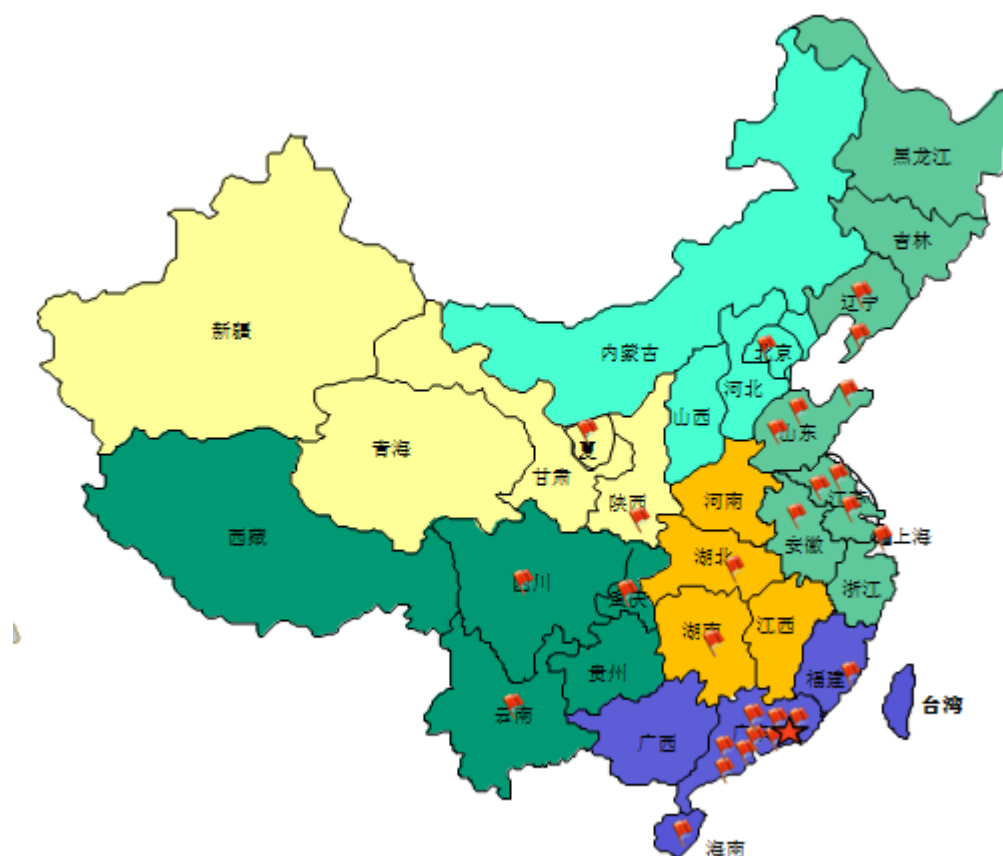 黑龙江
吉林
辽宁
新疆
内蒙古
北京
河北
山西
青海
山东
夏
甘肃
陕西
河南
江苏
西藏
安徽
上海
湖北
四川
浙江
重庆
湖南
江西
贵州
福建
云南
台湾
广西
海南